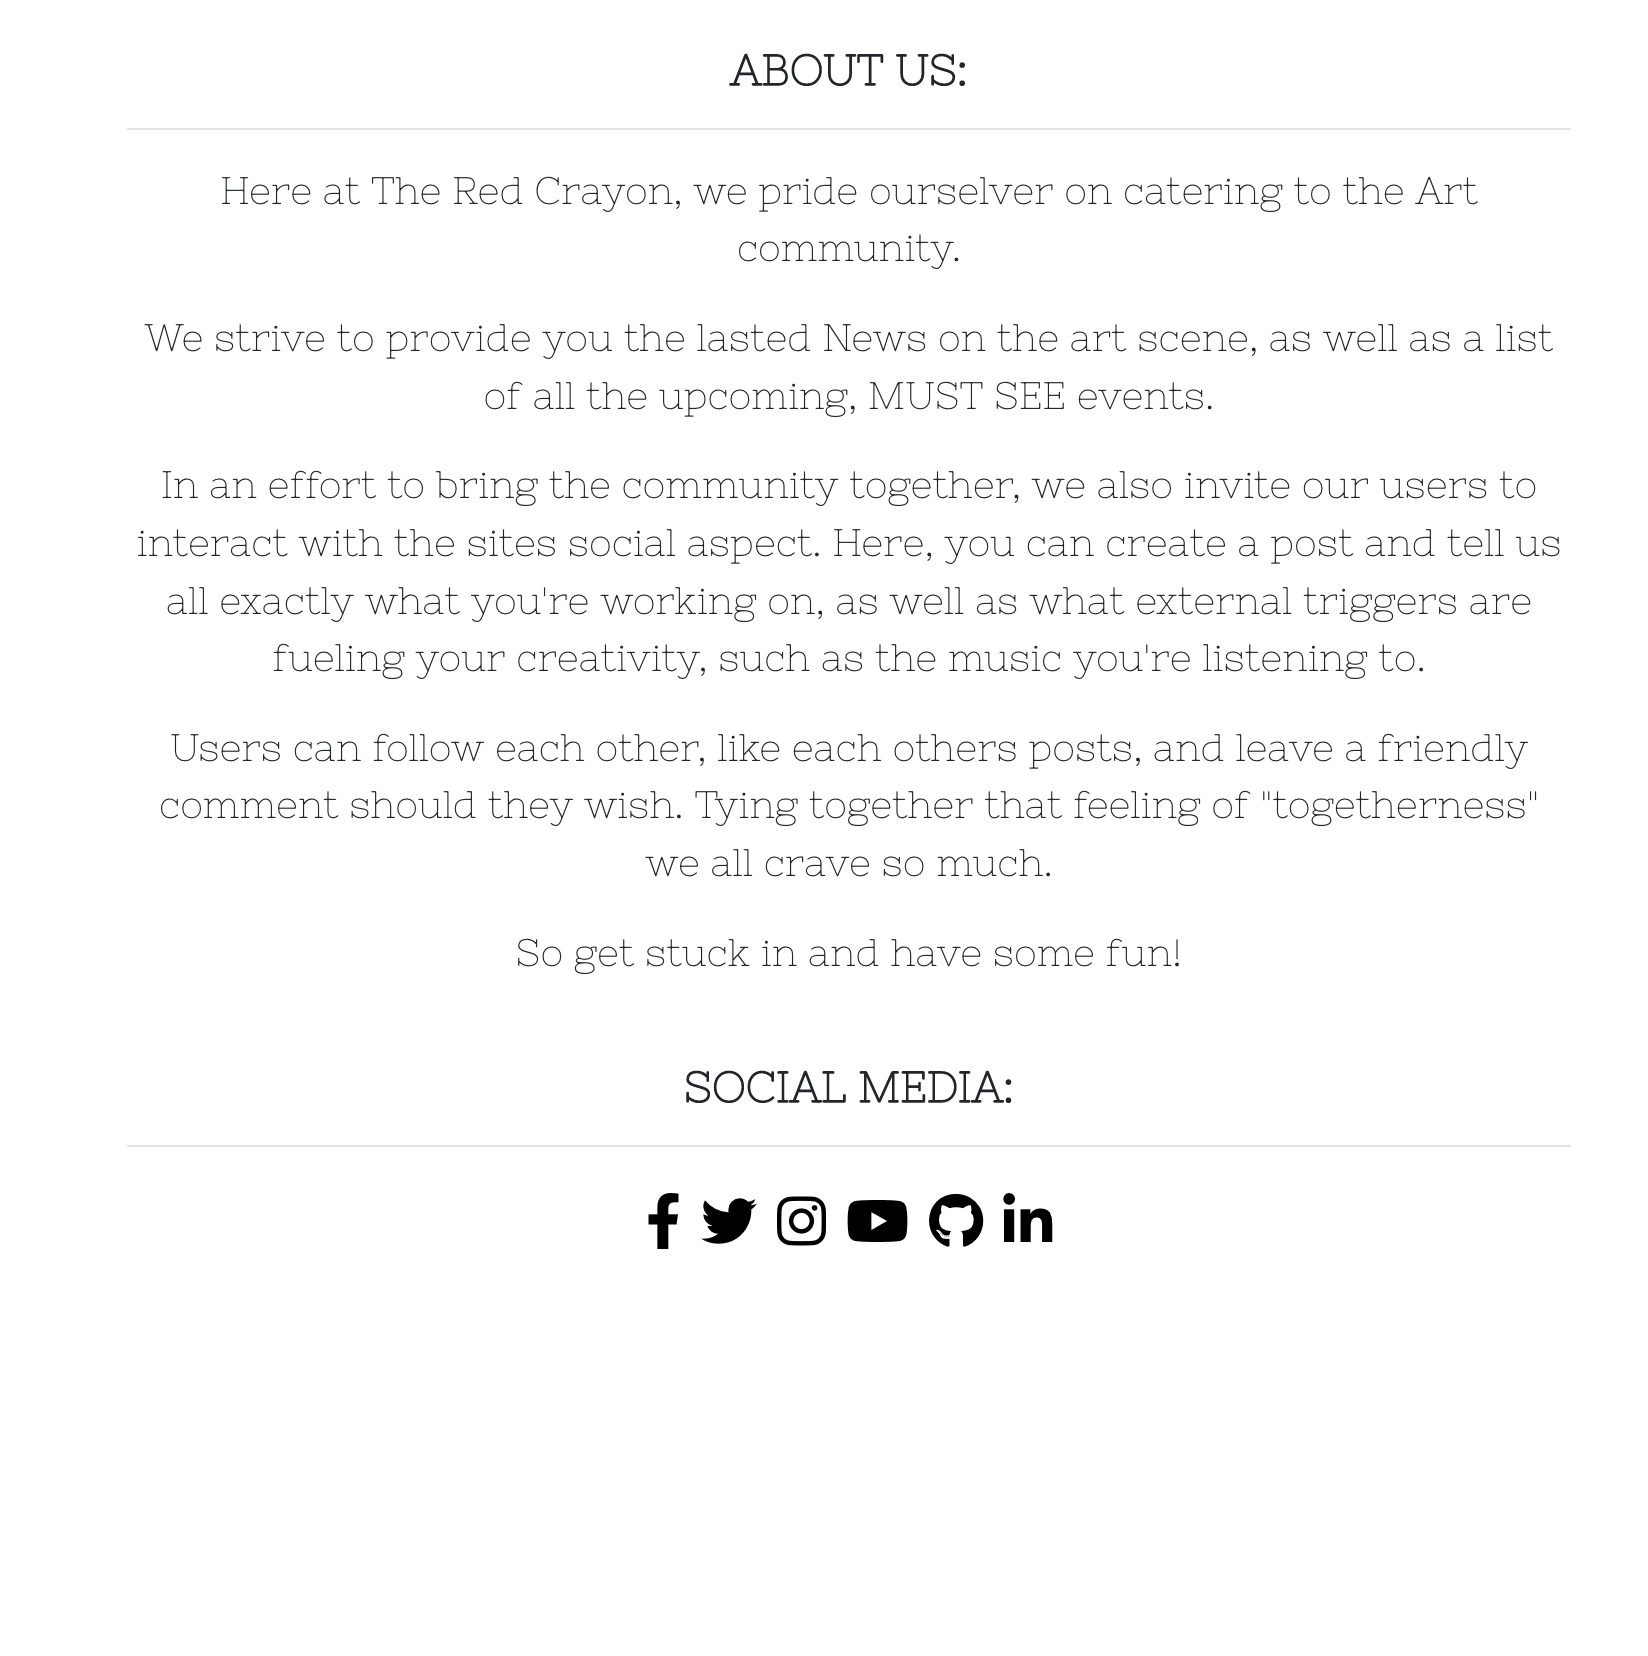 ABOUT US:
Here at The Red Crayon, we pride ourselver on catering to the Art
community.
We strive to provide you the lasted News on the art scene, as well as a list
of all the upcoming, MUST SEE events.
In an effort to bring the community together, we also invite our users to
interact with the sites social aspect. Here, you can create a post and tell us
all exactly what you're working on, as well as what external triggers are
fueling your creativity, such as the music you're listening to.
Users can follow each other, like each others posts, and leave a friendly
comment should they wish. Tying together that feeling of "togetherness"
we all crave so much.
So get stuck in and have some fun!
SOCIAL MEDIA: